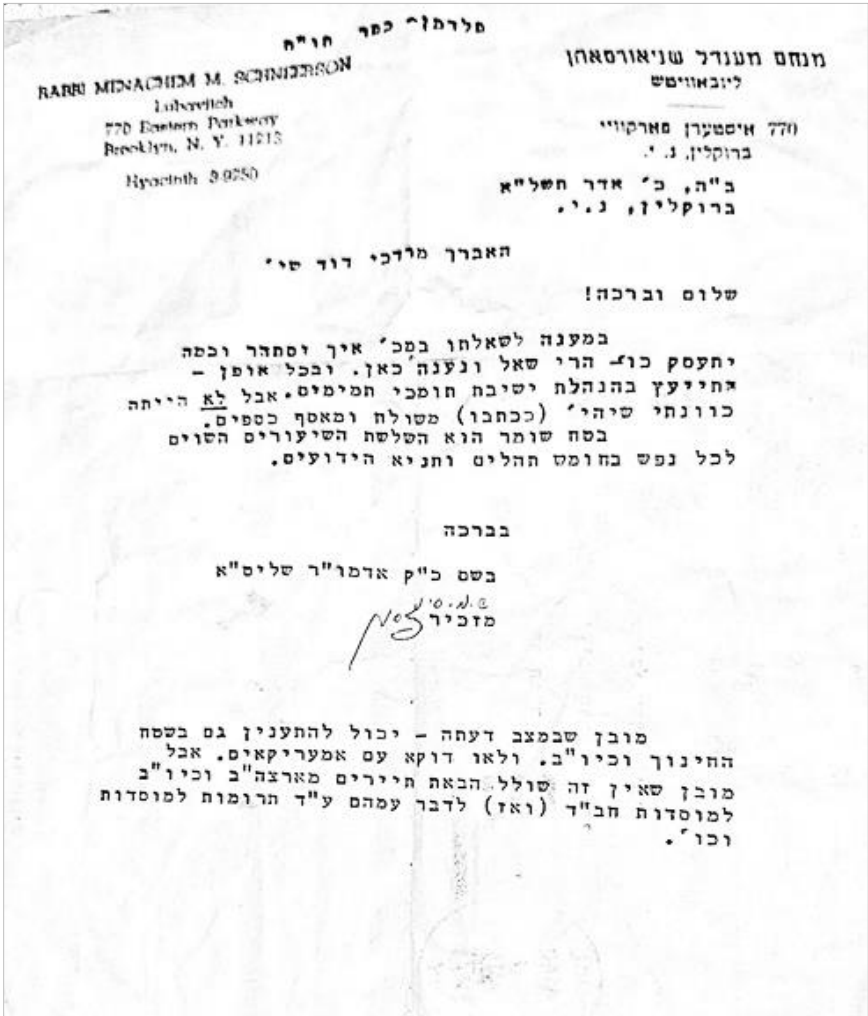 מלדמן כפר חו"ח
RABBI MENACHEM M. SCHNEERSON
Lubavitch
770 Eastern Parkway
Brooklyn, N. Y. 11213
Hyacinth 3-9250
מנחם מענדל שניאורסאהן
ליובאוויטש
770 איסטערן פארקוויי
ברוקלין, נ. י.
ב"ה, כ' אדר תשל"א
ברוקלין, נ.י.
האברך מרדכי דוד שי'
שלום וברכה!
במענה לשאלתו במכ' איך יסתדר ובמה
יתעסק כו' - הרי שאל ונענה כאן. ובכל אופן -
יתייעץ בהנהלת ישיבת תומכי תמימים. אבל לא הייתה
כוונתי שיהי' (ככתבו) משולח ומאסף כספים.
בטח שומר הוא השלשת השיעורים השוים
לכל נפש בחומש תהלים ותניא הידועים.
בברכה
בשם כ"ק אדמו"ר שליט"א
מזכיר
מובן שבמצב דעתה - יכול להתענין גם בשטח
החינוך וכיו"ב. ולאו דוקא עם אמעריקאים. אבל
מובן שאין זה שולל הבאת תיירים מארצה"ב וכיו"ב
למוסדות חב"ד (ואז) לדבר עמהם ע"ד תרומות למוסדות
וכו'.